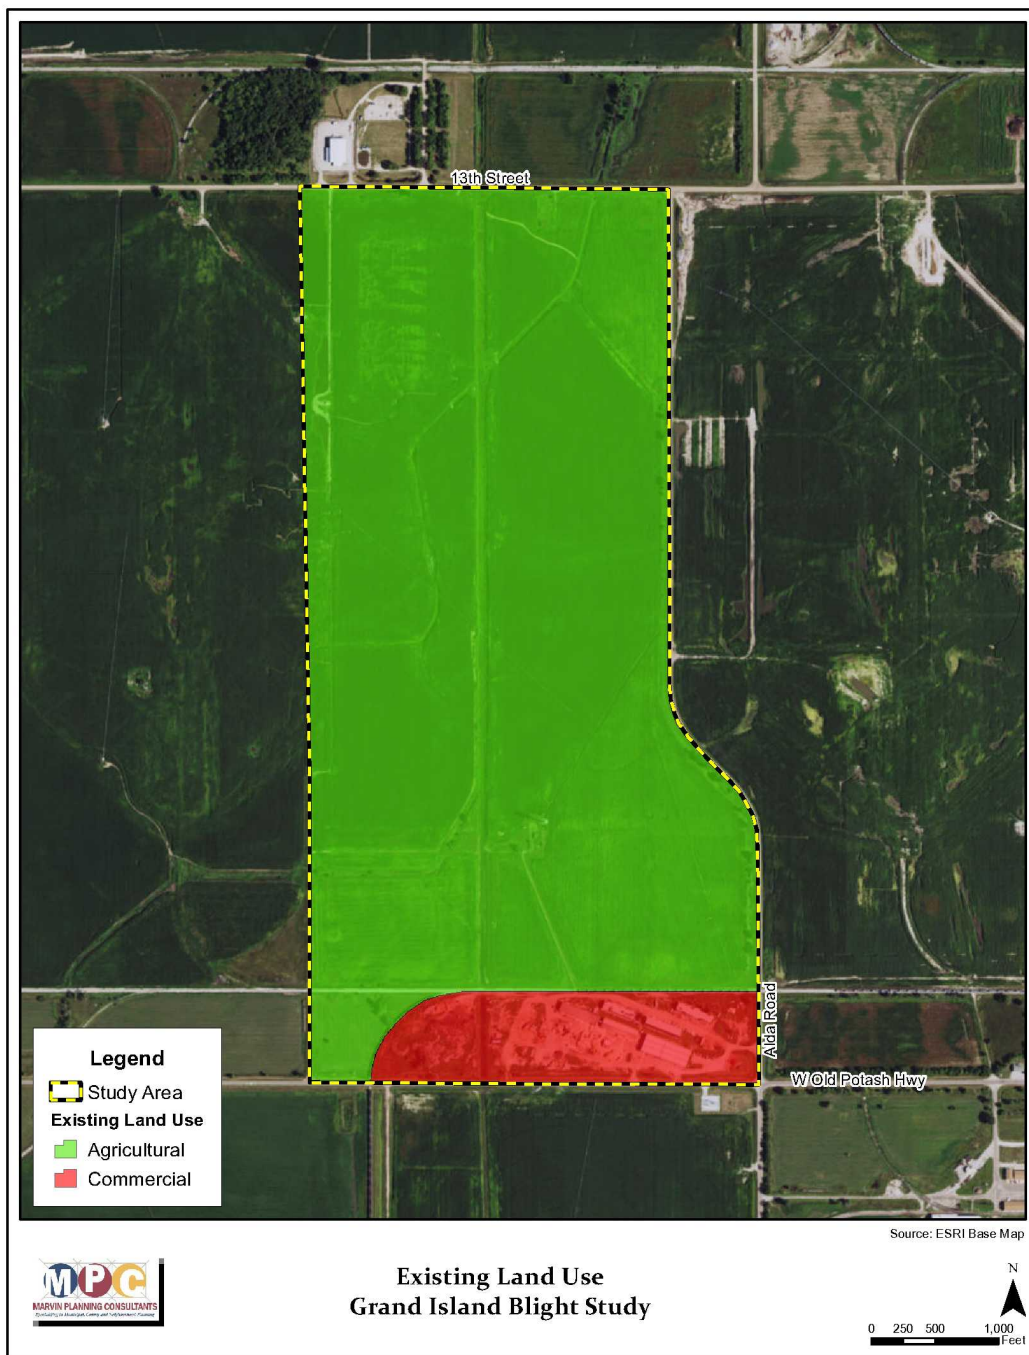 13th Street
Alda Road
W Old Potash Hwy
Legend
Study Area
Existing Land Use
Agricultural
Commercial
Source: ESRI Base Map
MPC
MARVIN PLANNING CONSULTANTS
Existing Land Use
Grand Island Blight Study
N
0 250 500 1,000
Feet